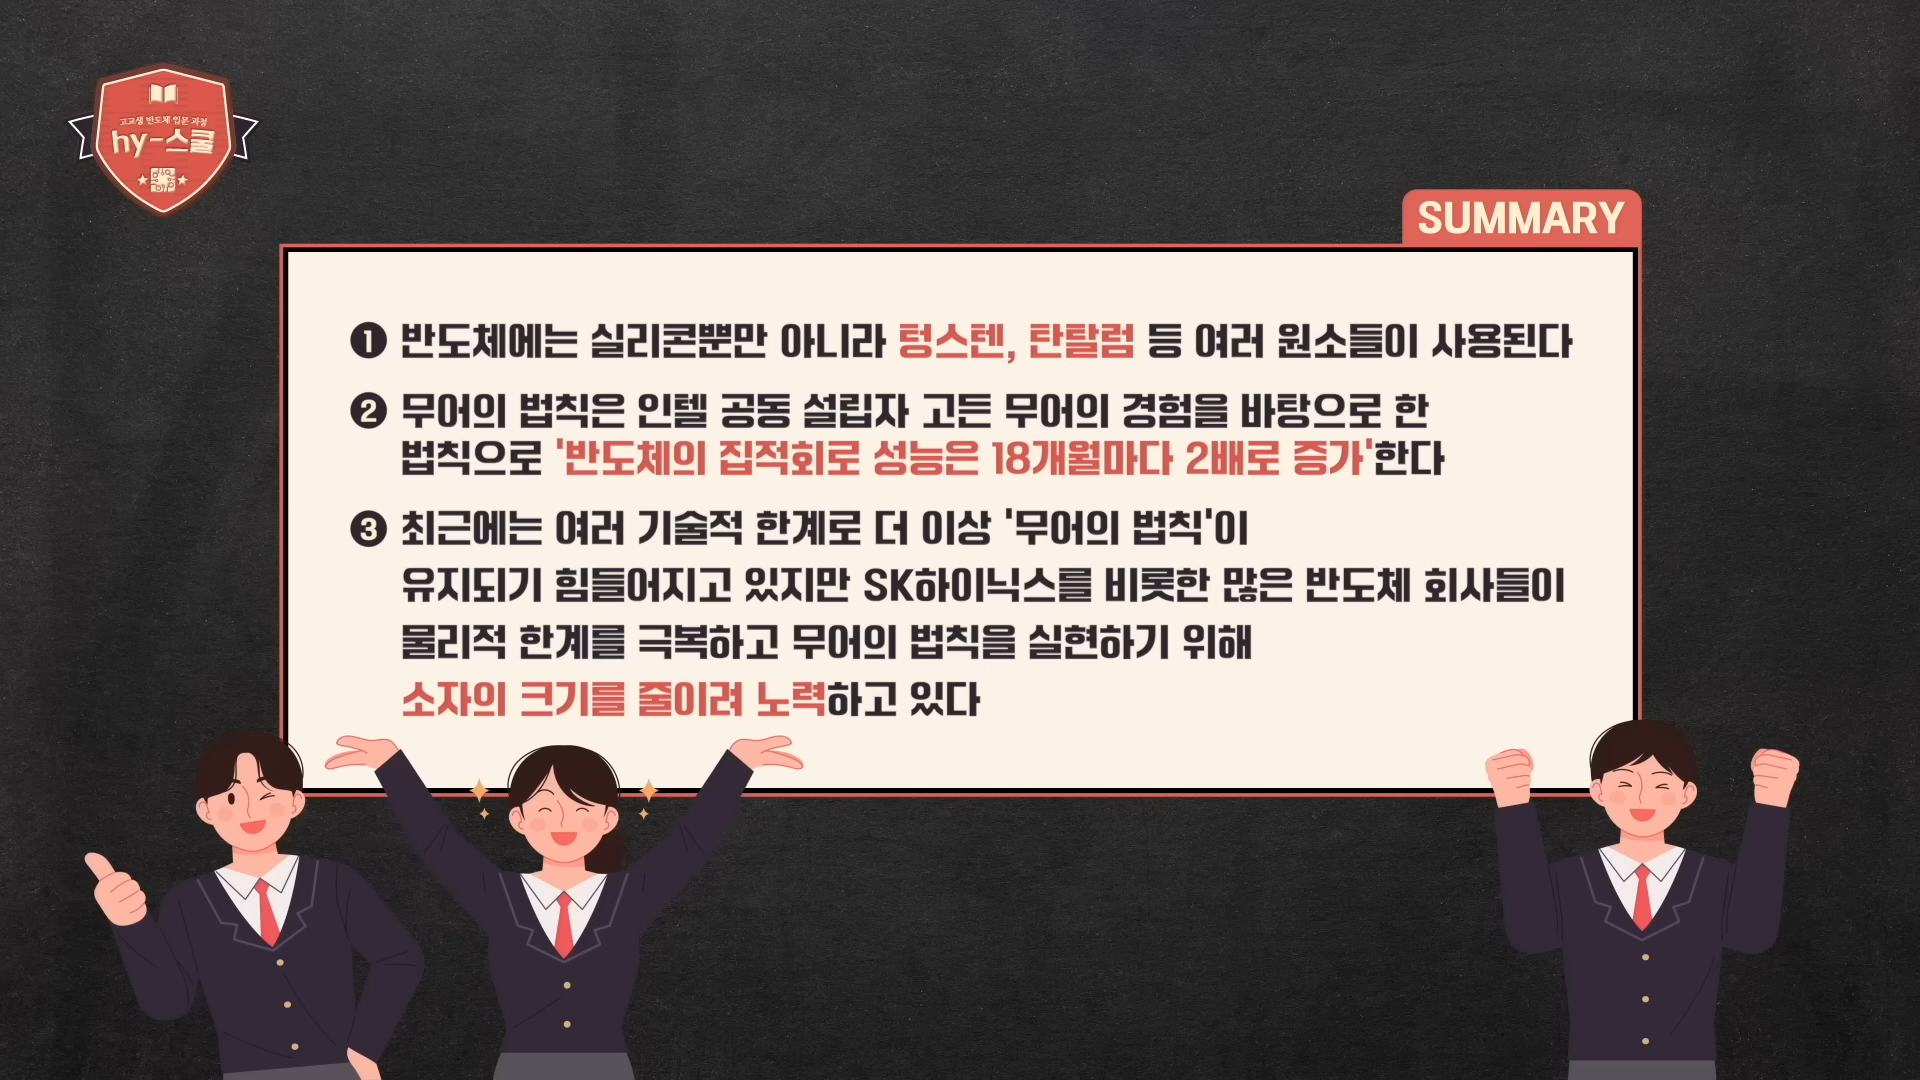 고교생 반도체 입문 과정
hy-스쿨
SUMMARY
❶ 반도체에는 실리콘뿐만 아니라 텅스텐, 탄탈럼 등 여러 원소들이 사용된다
❷ 무어의 법칙은 인텔 공동 설립자 고든 무어의 경험을 바탕으로 한
법칙으로 '반도체의 집적회로 성능은 18개월마다 2배로 증가'한다
❸ 최근에는 여러 기술적 한계로 더 이상 '무어의 법칙'이
유지되기 힘들어지고 있지만 SK하이닉스를 비롯한 많은 반도체 회사들이
물리적 한계를 극복하고 무어의 법칙을 실현하기 위해
소자의 크기를 줄이려 노력하고 있다